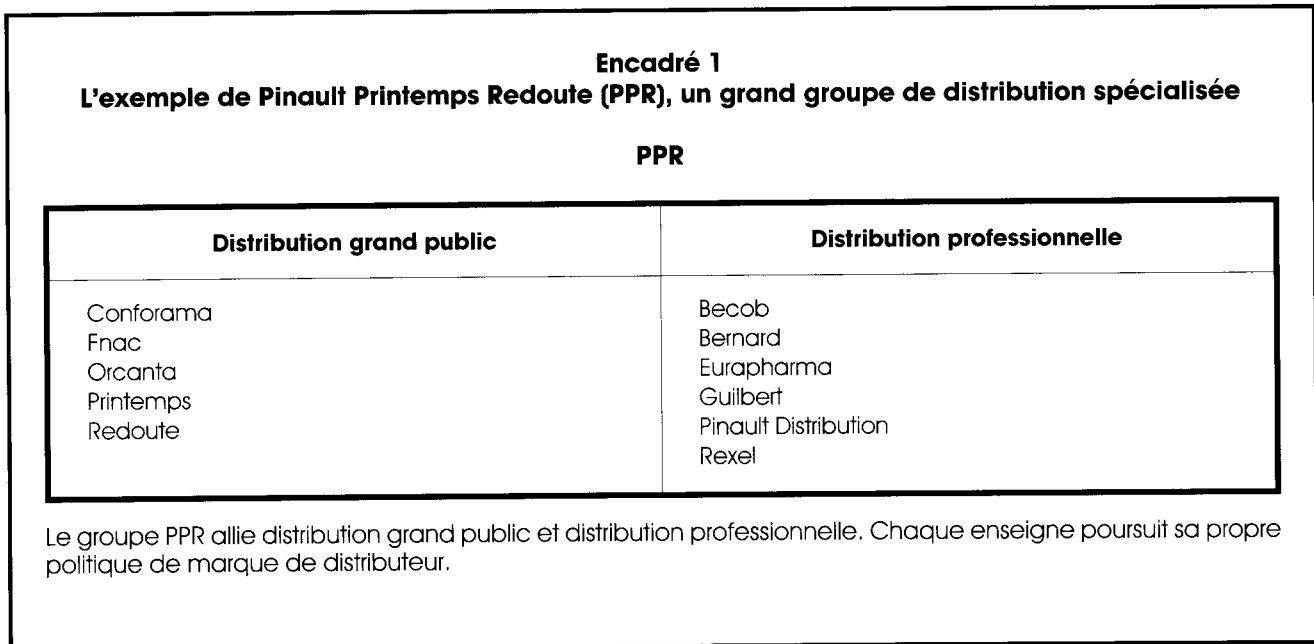 Encadré 1
L'exemple de Pinault Printemps Redoute (PPR), un grand groupe de distribution spécialisée
PPR
Distribution grand public
Conforama
Fnac
Orcanta
Printemps
Redoute
Distribution professionnelle
Becob
Bernard
Eurapharma
Guilbert
Pinault Distribution
Rexel
Le groupe PPR allie distribution grand public et distribution professionnelle. Chaque enseigne poursuit sa propre
politique de marque de distributeur.